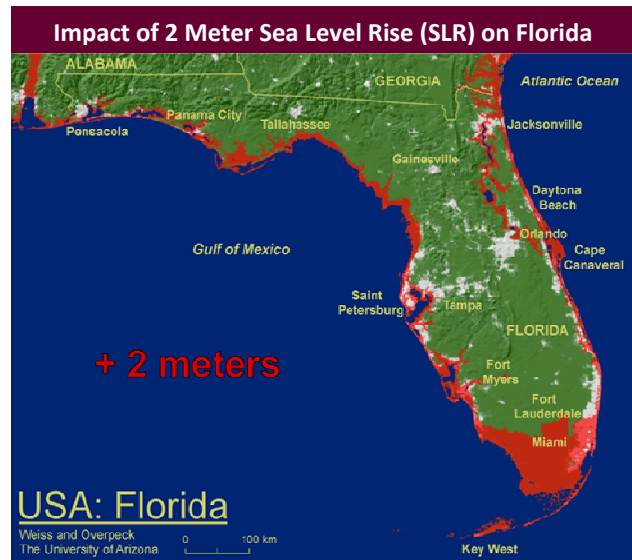 Impact of 2 Meter Sea Level Rise (SLR) on Florida
ALABAMA
GEORGIA
Atlantic Ocean
Pensacola
Panama City
Tallahassee
Jacksonville
Gainesville
Daytona
Beach
Orlando
Cape
Canaveral
Gulf of Mexico
Saint
Petersburg
Tampa
FLORIDA
+ 2 meters
Fort
Myers
Fort
Lauderdale
Miami
USA: Florida
Weiss and Overpeck
The University of Arizona
0 100 km
Key West